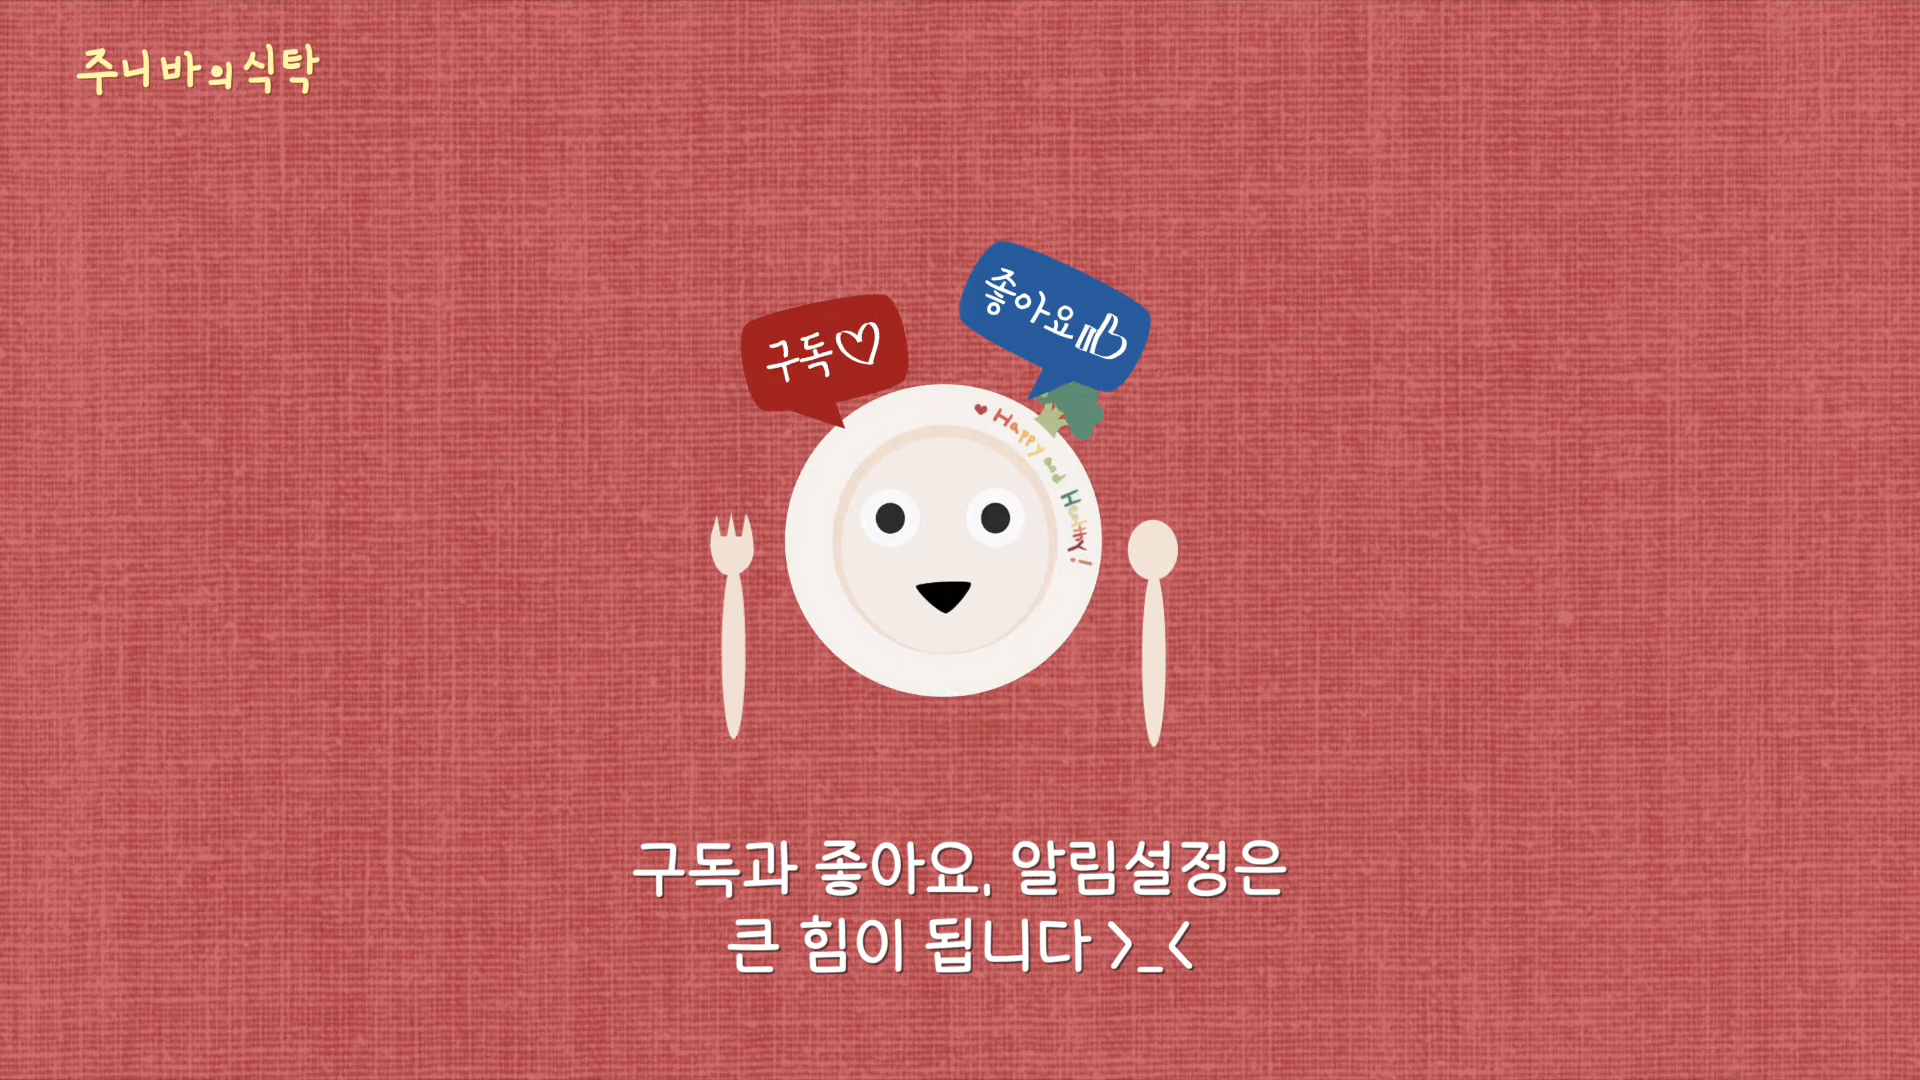 주니바의식탁
좋아요
구독♡
♥ Happy and Healthy!
구독과 좋아요, 알림설정은
큰 힘이 됩니다 >_<